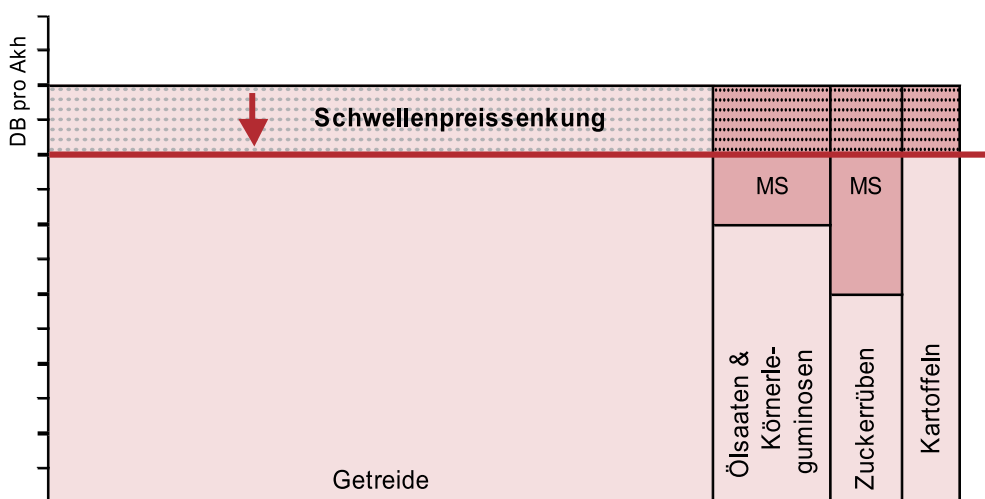 DB pro Akh
Schwellenpreissenkung
MS
MS
Getreide
Ölsaaten &
Körnerle-
guminosen
Zuckerrüben
Kartoffeln